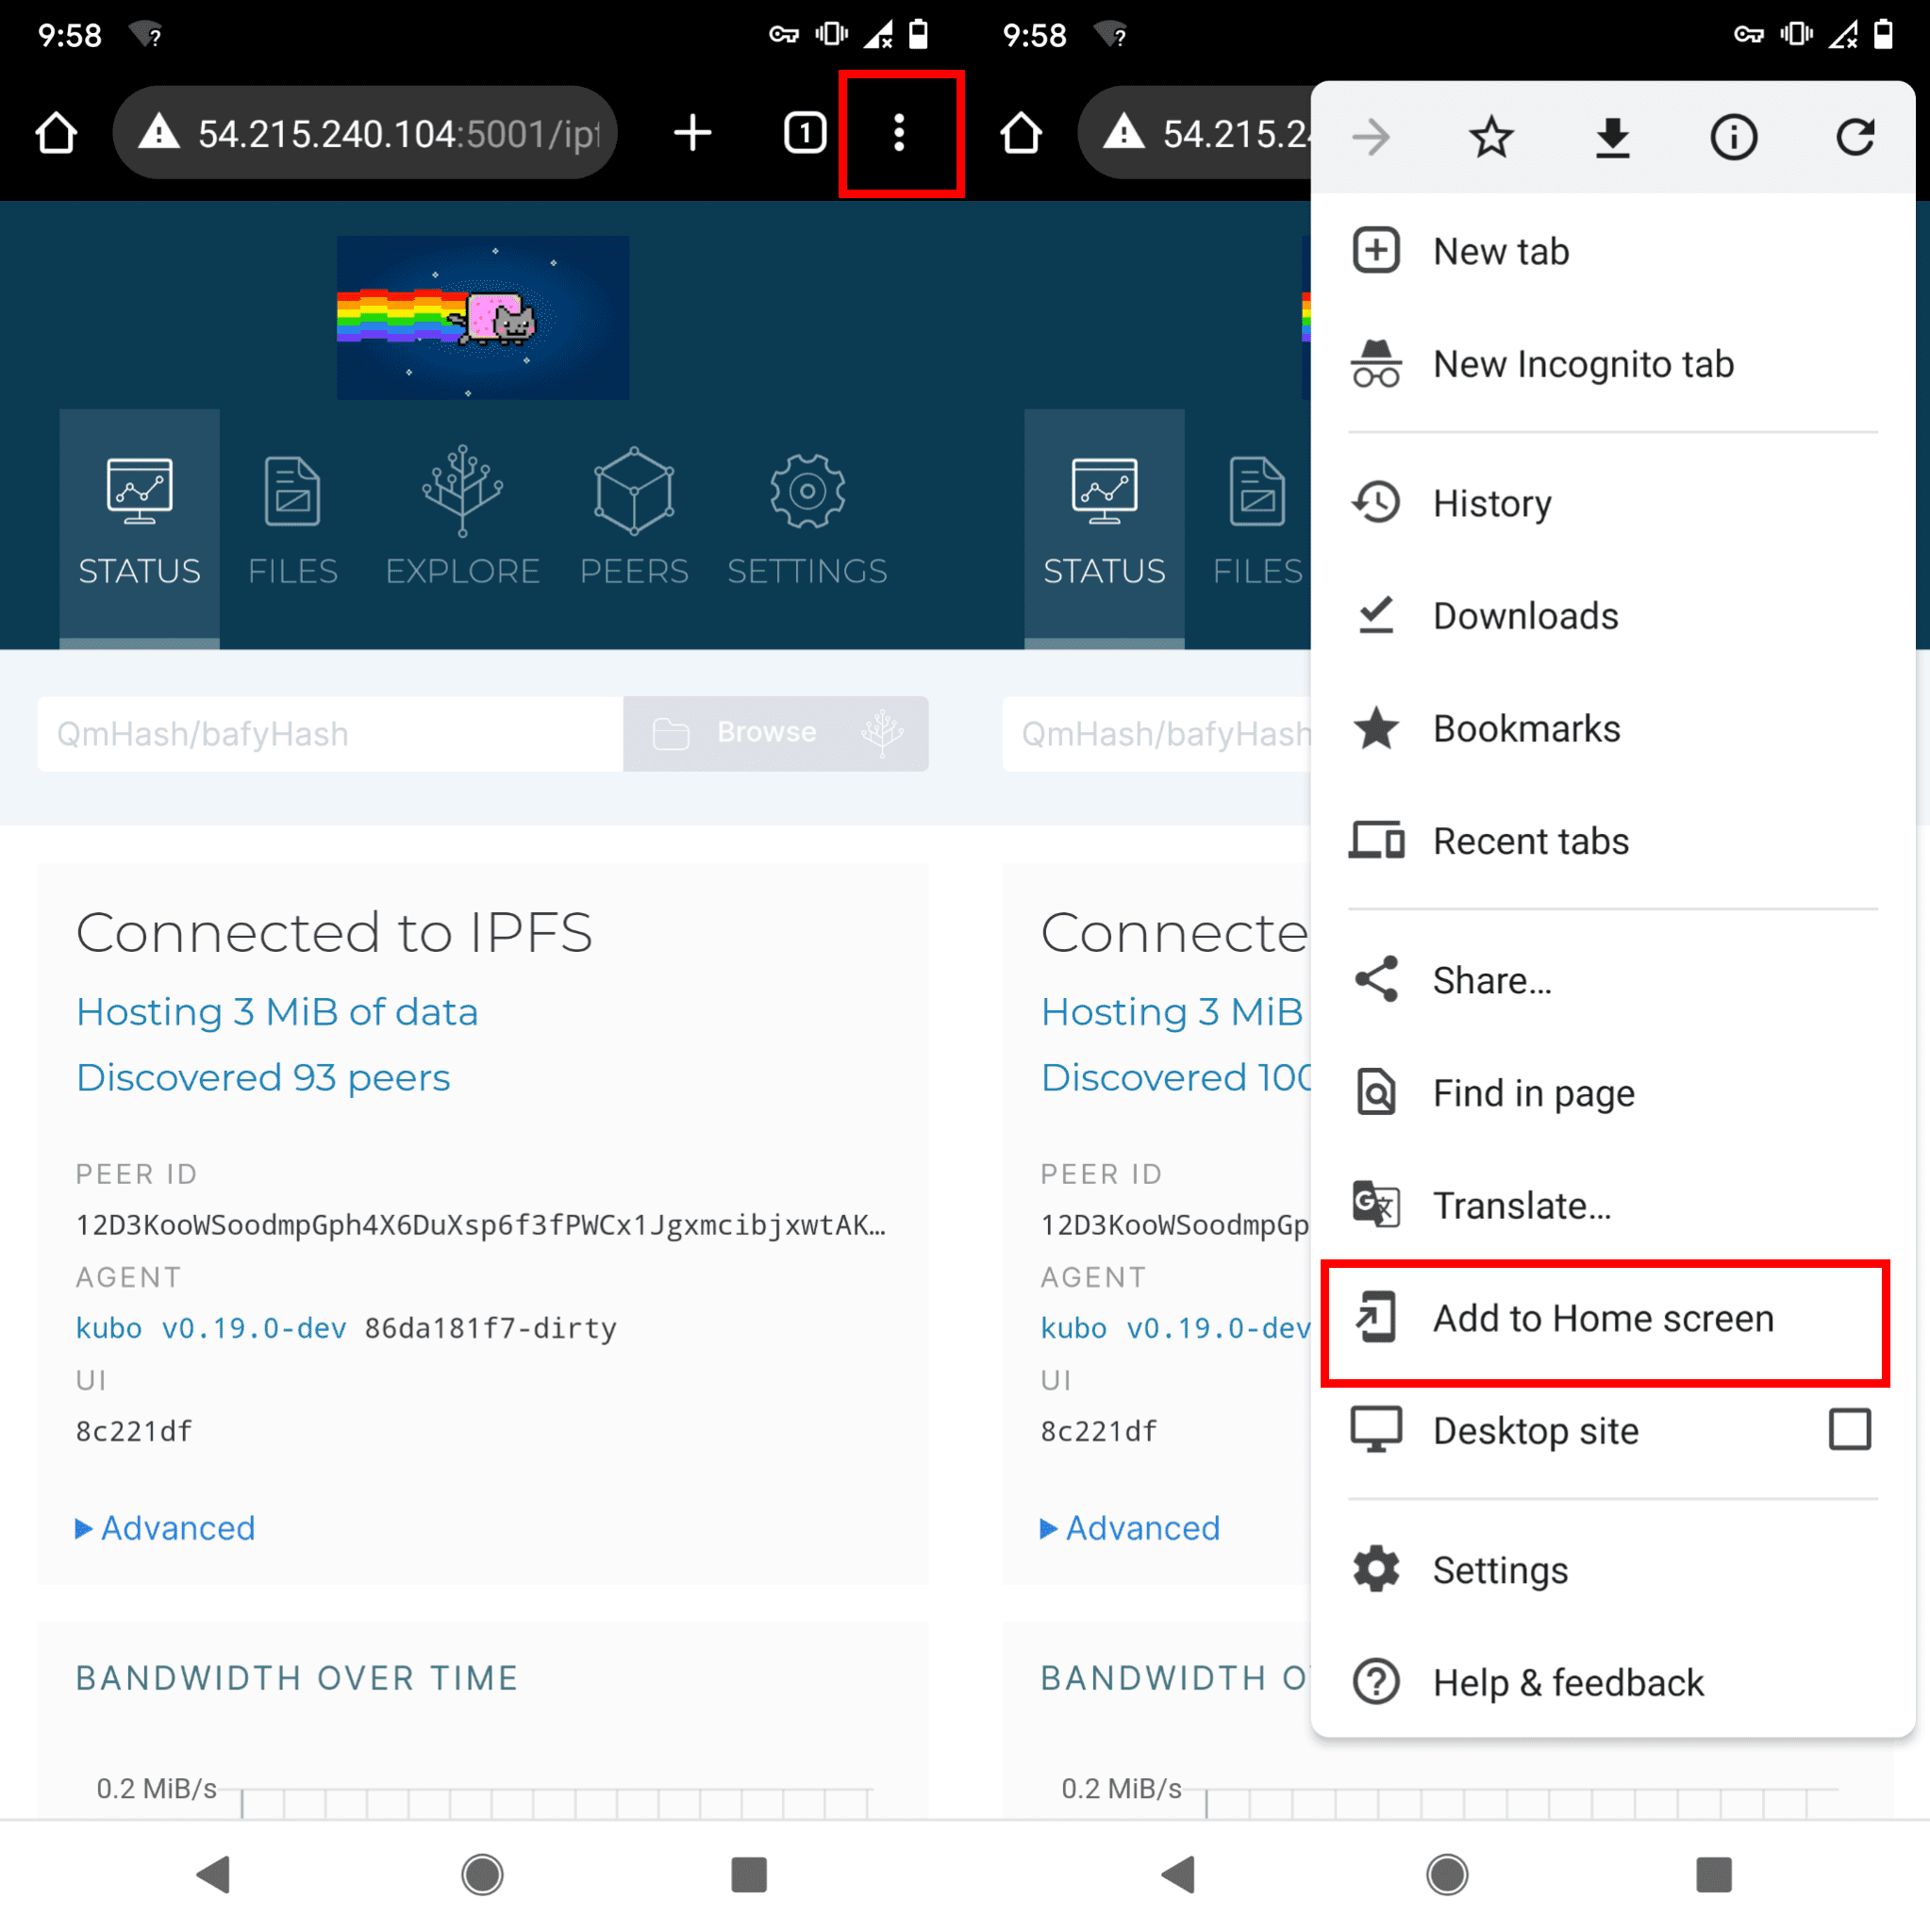 9:58
54.215.240.104:5001/ip
1
STATUS
FILES
EXPLORE
PEERS
SETTINGS
QmHash/bafyHash
Browse
Connected to IPFS
Hosting 3 MiB of data
Discovered 93 peers
PEER ID
12D3KooWSoodmpGph4X6DuXsp6f3fPWCx1JgxmcibjxwtAK…
AGENT
kubo v0.19.0-dev 86da181f7-dirty
UI
8c221df
Advanced
BANDWIDTH OVER TIME
0.2 MiB/s
9:58
54.215.24
STATUS
FILES
QmHash/bafyHash
Connecte
Hosting 3 MiB
Discovered 100
PEER ID
12D3KooWSoodmpGp
AGENT
kubo v0.19.0-dev
UI
8c221df
Advanced
BANDWIDTH O
0.2 MiB/s
New tab
New Incognito tab
History
Downloads
Bookmarks
Recent tabs
Share…
Find in page
Translate…
Add to Home screen
Desktop site
Settings
Help & feedback